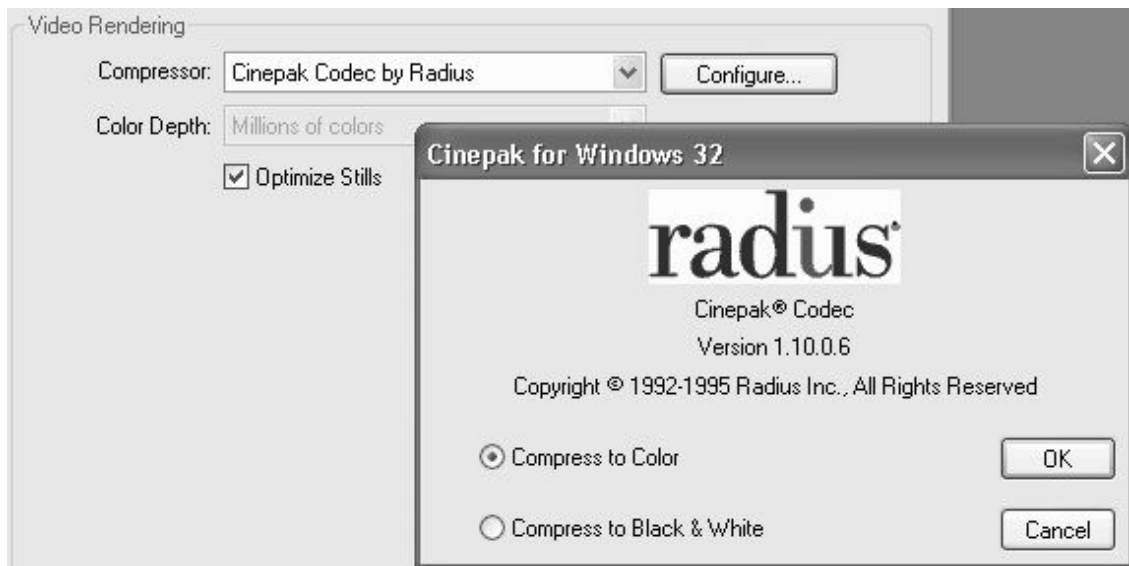 Video Rendering
Compressor: Cinepak Codec by Radius Configure...
Color Depth: Millions of colors
Optimize Stills
Cinepak for Windows 32
radius
Cinepak® Codec
Version 1.10.0.6
Copyright © 1992-1995 Radius Inc., All Rights Reserved
Compress to Color OK
Compress to Black & White Cancel